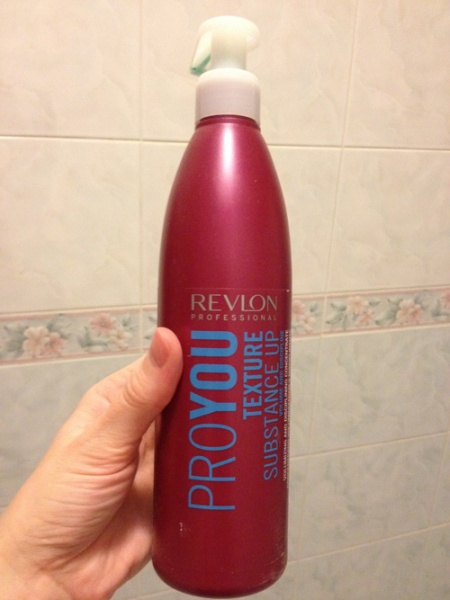 REVLON
PROFESSIONAL
PROYOU
TEXTURE
SUBSTANCE UP